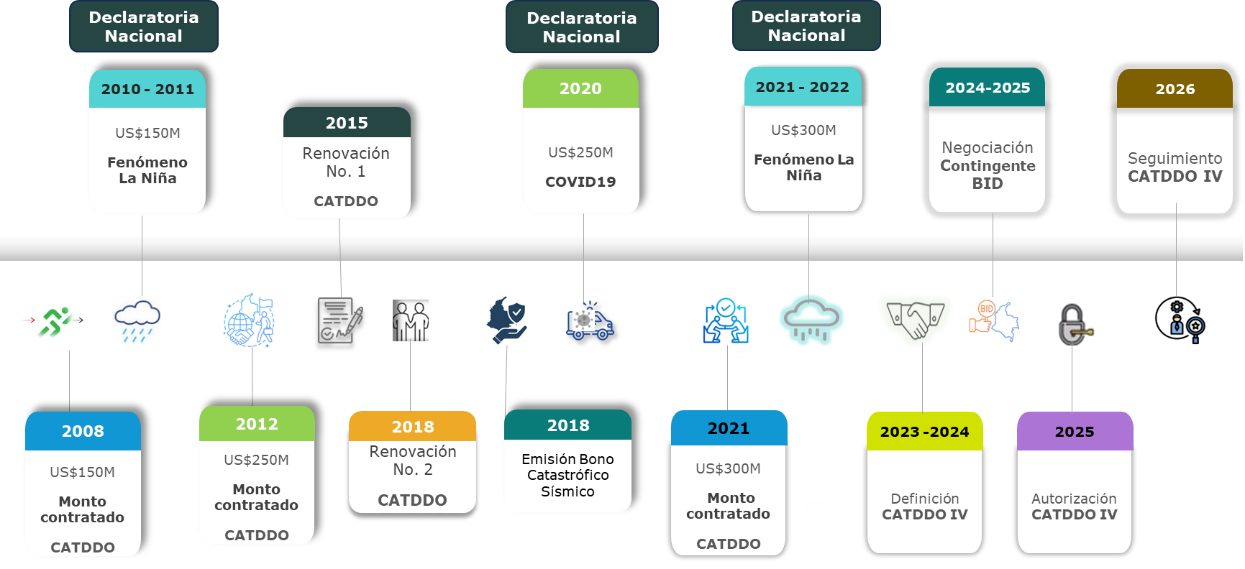 Declaratoria
Nacional
Declaratoria
Nacional
Declaratoria
Nacional
2010 - 2011
US$150M
Fenómeno
La Niña
2015
Renovación
No. 1
CATDDO
2020
US$250M
COVID19
2021 - 2022
US$300M
Fenómeno La
Niña
2024-2025
Negociación
Contingente
BID
2026
Seguimiento
CATDDO IV
BID
2008
US$150M
Monto
contratado
CATDDO
2012
US$250M
Monto
contratado
CATDDO
2018
Renovación
No. 2
CATDDO
2018
Emisión Bono
Catastrófico
Sísmico
2021
US$300M
Monto
contratado
CATDDO
2023 -2024
Definición
CATDDO IV
2025
Autorización
CATDDO IV